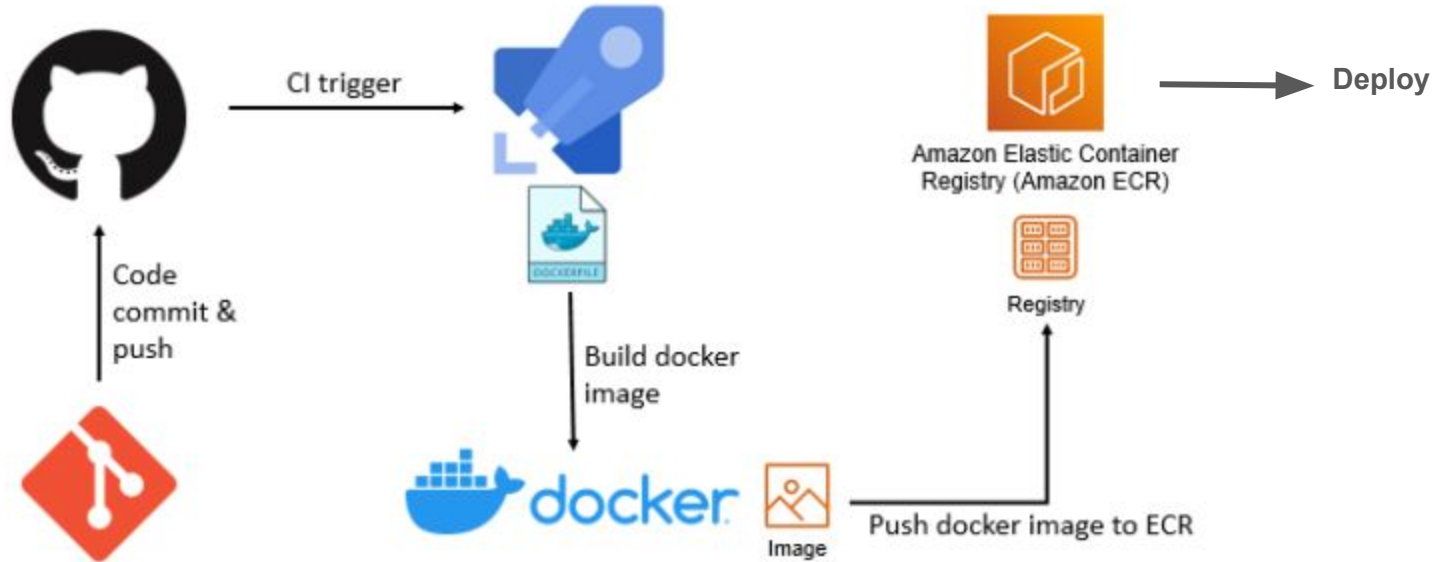 CI trigger
Deploy
Amazon Elastic Container
Registry (Amazon ECR)
DOCKERFILE
Code
commit &
push
Registry
Build docker
image
docker
Image
Push docker image to ECR